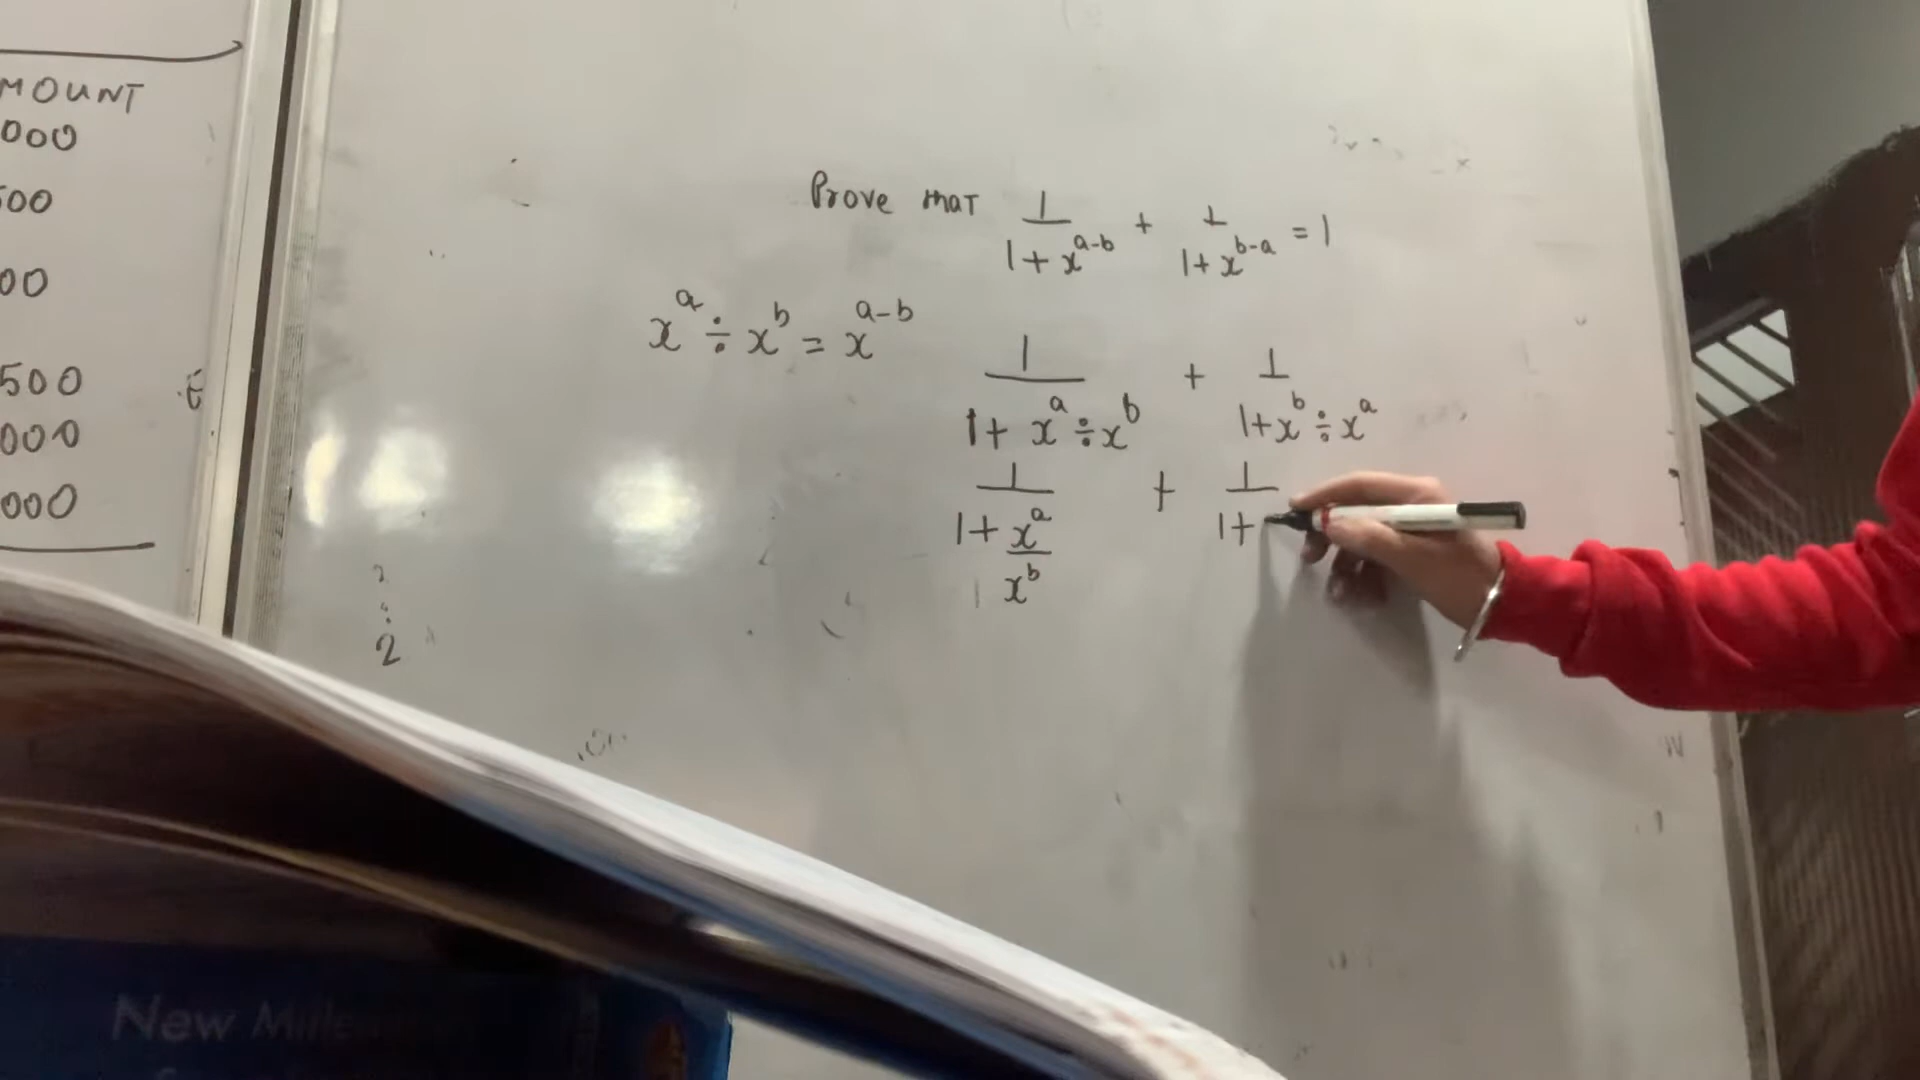 MOUNT
000
500
00
500
000
000
Prove that 1/(1+x^(a-b)) + 1/(1+x^(b-a)) = 1
x^a ÷ x^b = x^(a-b)
1/(1+x^a÷x^b) + 1/(1+x^b÷x^a)
1/(1+x^a/x^b) + 1/(1+
2
New